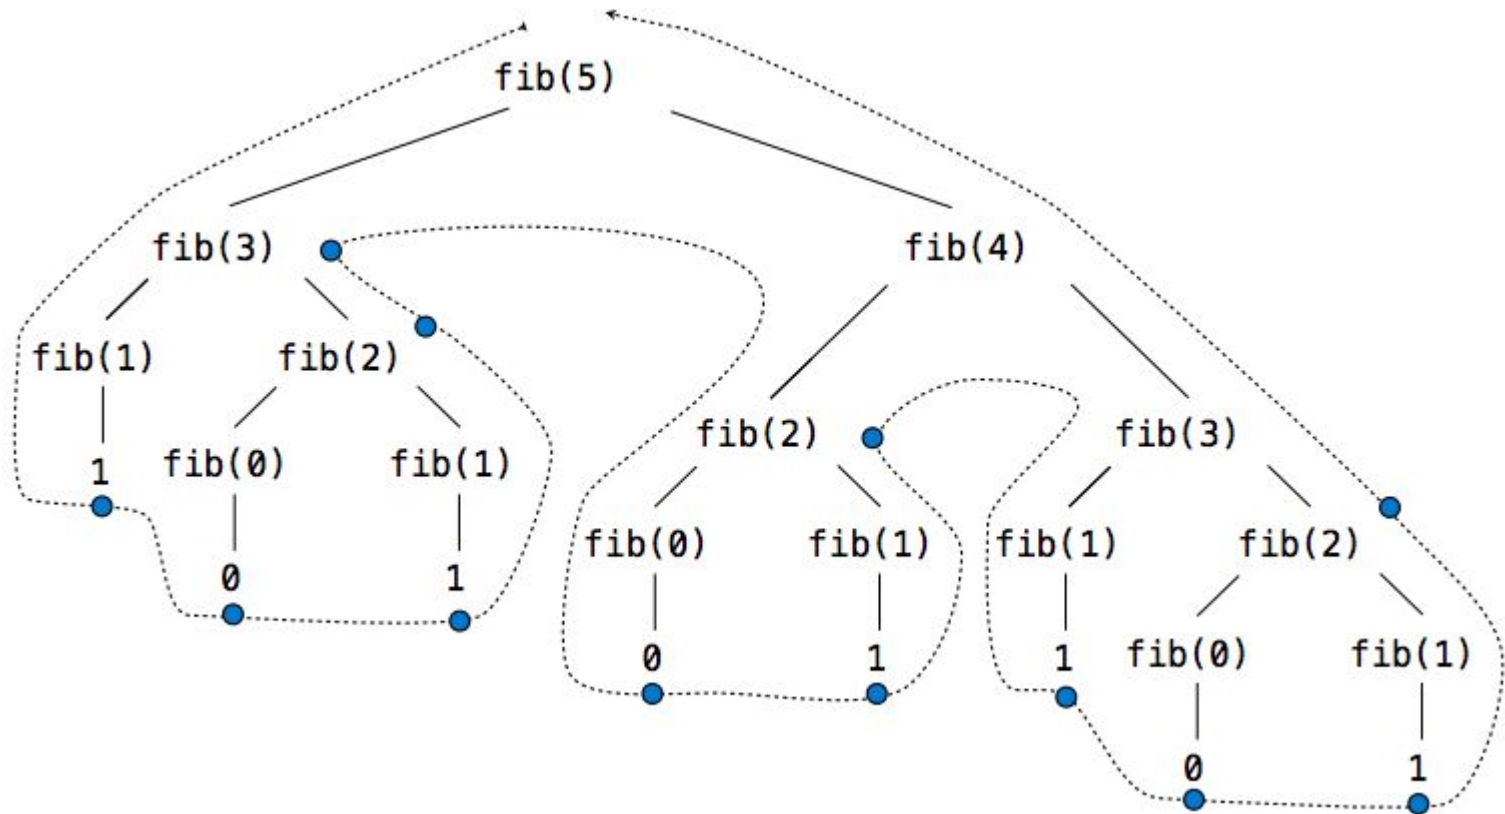 fib(5)
fib(3) fib(4)
fib(1) fib(2)
fib(2) fib(3)
1 fib(0) fib(1)
fib(0) fib(1) fib(1) fib(2)
0 1
0 1 1 fib(0) fib(1)
0 1